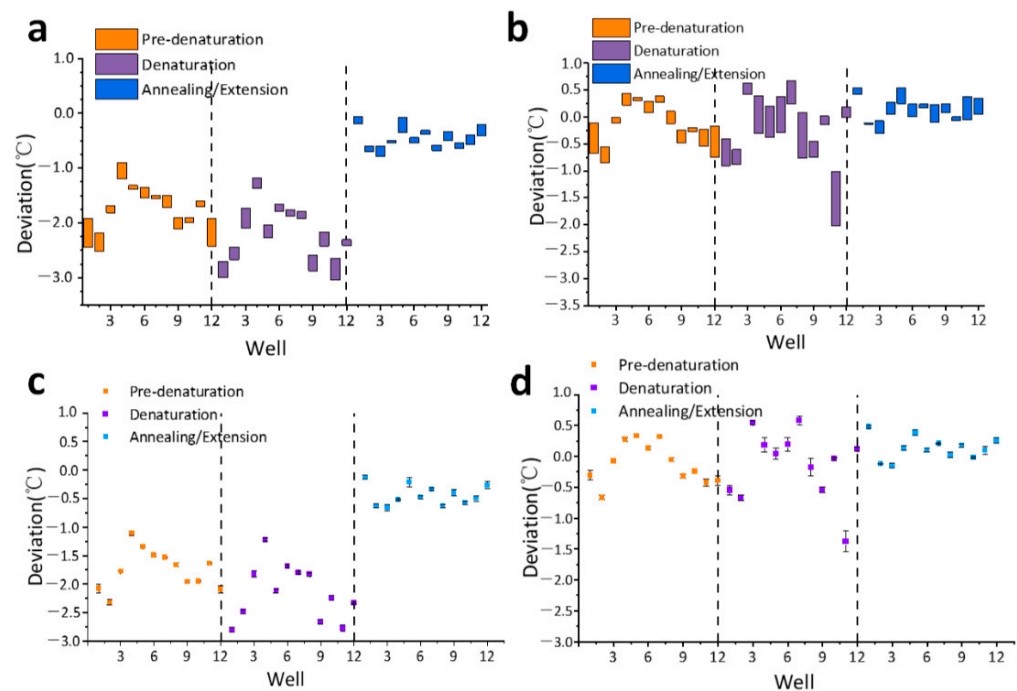 a
Pre-denaturation
Denaturation
Annealing/Extension
1.0
0.0
−1.0
−2.0
−3.0
Deviation(℃)
3 6 9 12 3 6 9 12 3 6 9 12
Well
b
Pre-denaturation
Denaturation
Annealing/Extension
1.0
0.5
0.0
−0.5
−1.0
−1.5
−2.0
−2.5
−3.0
−3.5
Deviation(℃)
3 6 9 12 3 6 9 12 3 6 9 12
Well
c
Pre-denaturation
Denaturation
Annealing/Extension
1.0
0.5
0.0
−0.5
−1.0
−1.5
−2.0
−2.5
−3.0
Deviation(℃)
3 6 9 12 3 6 9 12 3 6 9 12
Well
d
Pre-denaturation
Denaturation
Annealing/Extension
1.0
0.5
0.0
−0.5
−1.0
−1.5
−2.0
−2.5
−3.0
Deviation(℃)
3 6 9 12 3 6 9 12 3 6 9 12
Well